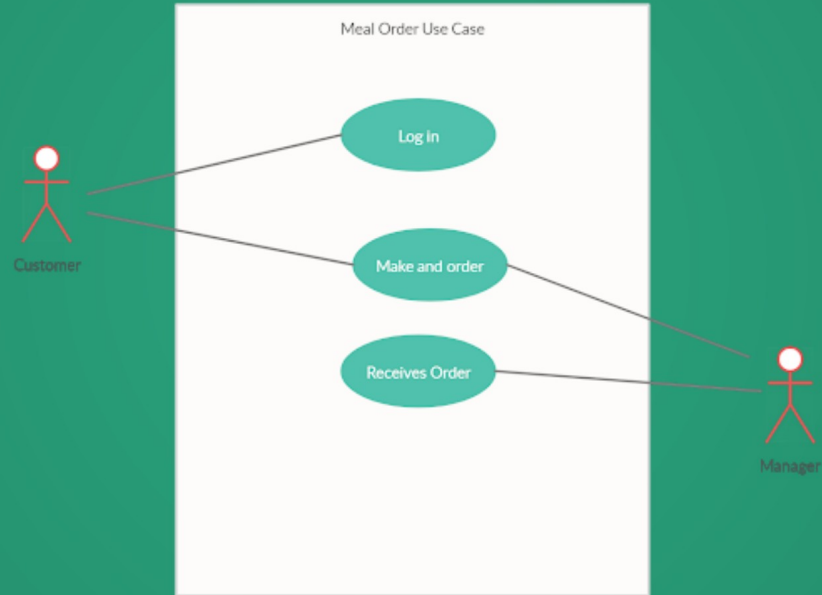 Meal Order Use Case
Log in
Customer
Make and order
Receives Order
Manager